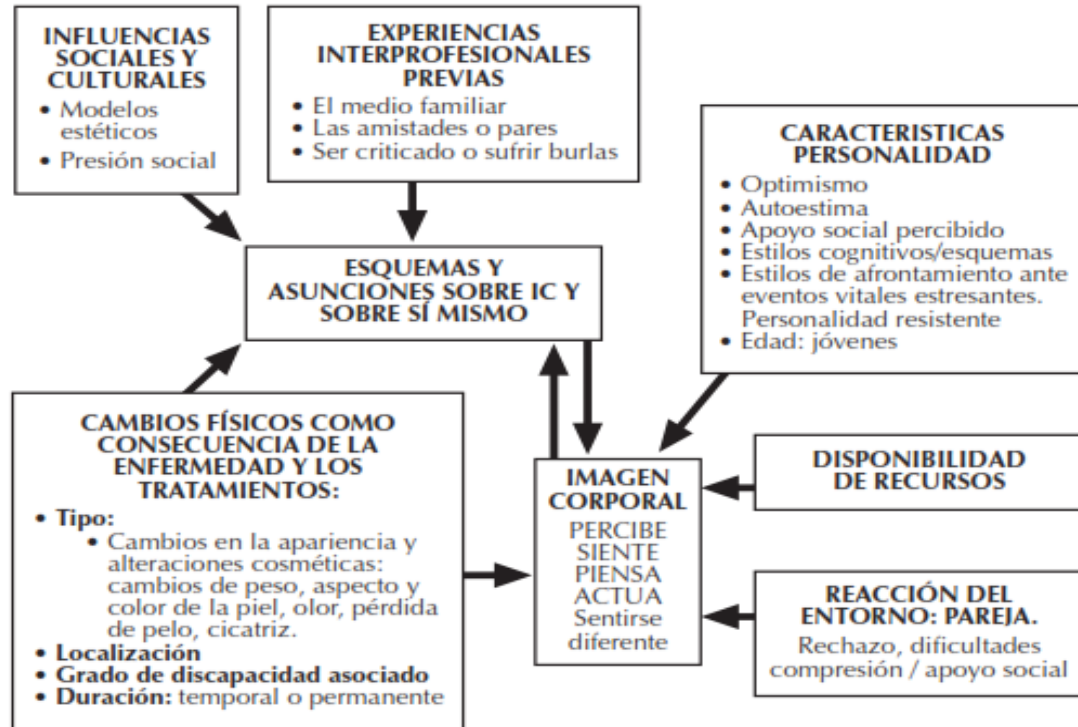 INFLUENCIAS
SOCIALES Y
CULTURALES
• Modelos
estéticos
• Presión social
EXPERIENCIAS
INTERPROFESIONALES
PREVIAS
• El medio familiar
• Las amistades o pares
• Ser criticado o sufrir burlas
CARACTERISTICAS
PERSONALIDAD
• Optimismo
• Autoestima
• Apoyo social percibido
• Estilos cognitivos/esquemas
• Estilos de afrontamiento ante
eventos vitales estresantes.
Personalidad resistente
• Edad: jóvenes
ESQUEMAS Y
ASUNCIONES SOBRE IC Y
SOBRE SÍ MISMO
CAMBIOS FÍSICOS COMO
CONSECUENCIA DE LA
ENFERMEDAD Y LOS
TRATAMIENTOS:
• Tipo:
• Cambios en la apariencia y
alteraciones cosméticas:
cambios de peso, aspecto y
color de la piel, olor, pérdida
de pelo, cicatriz.
• Localización
• Grado de discapacidad asociado
• Duración: temporal o permanente
IMAGEN
CORPORAL
PERCIBE
SIENTE
PIENSA
ACTUA
Sentirse
diferente
DISPONIBILIDAD
DE RECURSOS
REACCIÓN DEL
ENTORNO: PAREJA.
Rechazo, dificultades
compresión / apoyo social